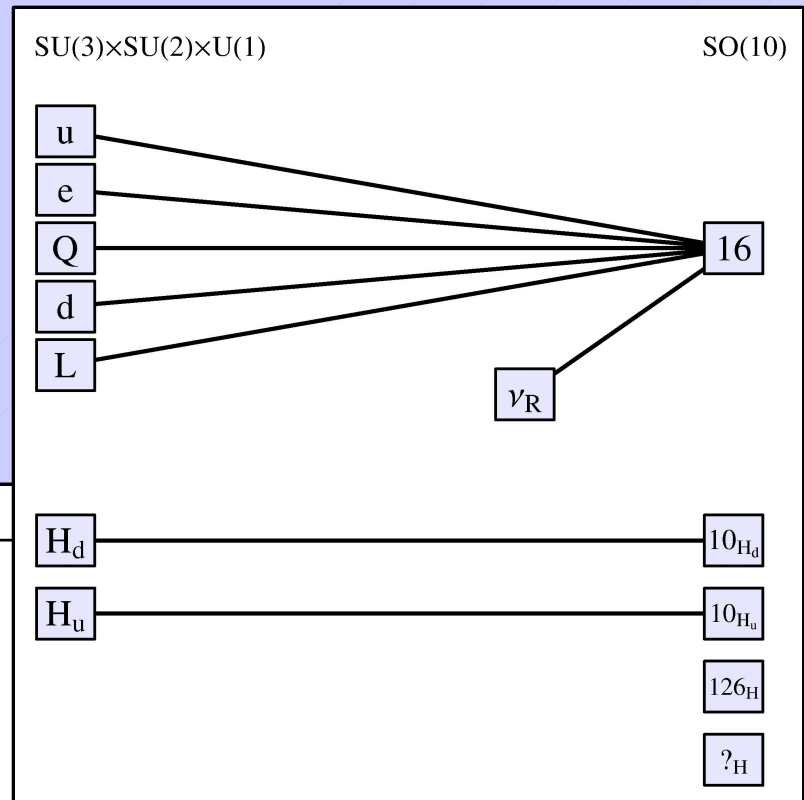 SU(3)×SU(2)×U(1) SO(10)
u
e
Q 16
d
L
νR
Hd 10Hd
Hu 10Hu
126H
?H